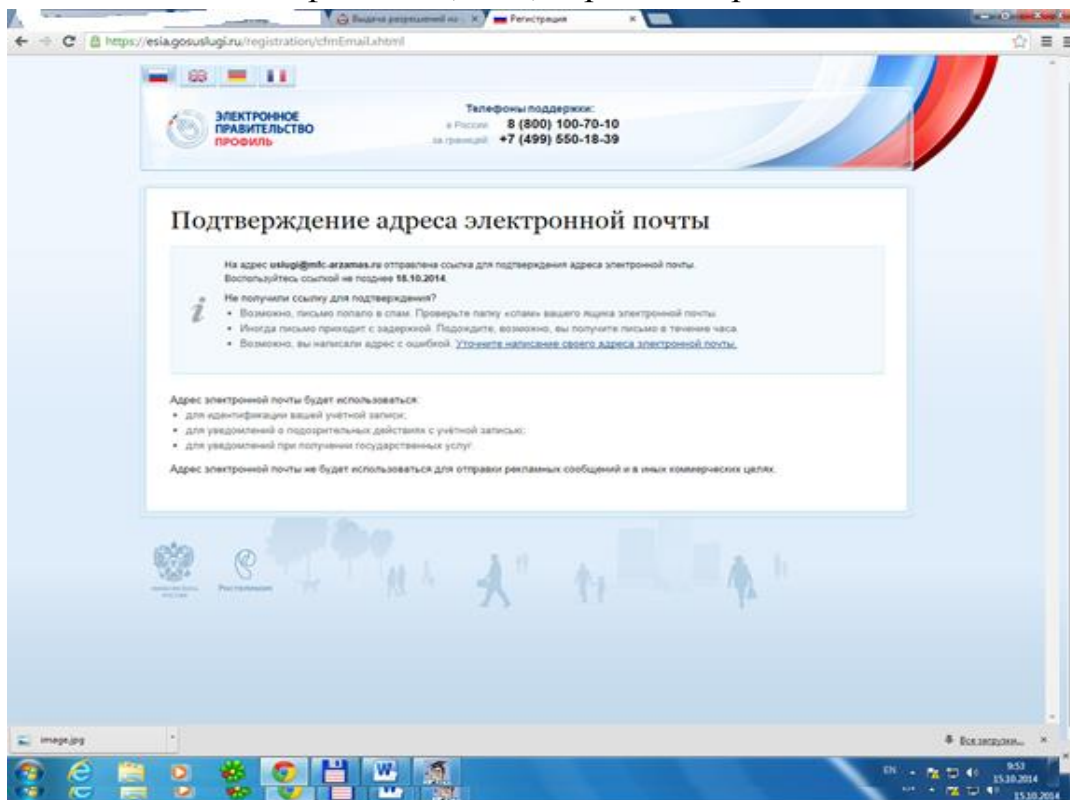 Выдача разрешений на
Регистрация
https://esia.gosuslugi.ru/registration/cfmEmail.xhtml
ЭЛЕКТРОННОЕ
ПРАВИТЕЛЬСТВО
ПРОФИЛЬ
Телефоны поддержки:
в России 8 (800) 100-70-10
за границей +7 (499) 550-18-39
Подтверждение адреса электронной почты
На адрес uslugi@mfc-arzamas.ru отправлена ссылка для подтверждения адреса электронной почты.
Воспользуйтесь ссылкой не позднее 18.10.2014.
Не получили ссылку для подтверждения?
Возможно, письмо попало в спам. Проверьте папку «спам» вашего ящика электронной почты.
Иногда письмо приходит с задержкой. Подождите, возможно, вы получите письмо в течение часа.
Возможно, вы написали адрес с ошибкой. Уточните написание своего адреса электронной почты.
Адрес электронной почты будет использоваться:
для идентификации вашей учётной записи;
для уведомлений о подозрительных действиях с учётной записью;
для уведомлений при получении государственных услуг.
Адрес электронной почты не будет использоваться для отправки рекламных сообщений и в иных коммерческих целях.
Ростелеком
image.jpg
Все загрузки...
EN
9:53
15.10.2014
15.10.2014